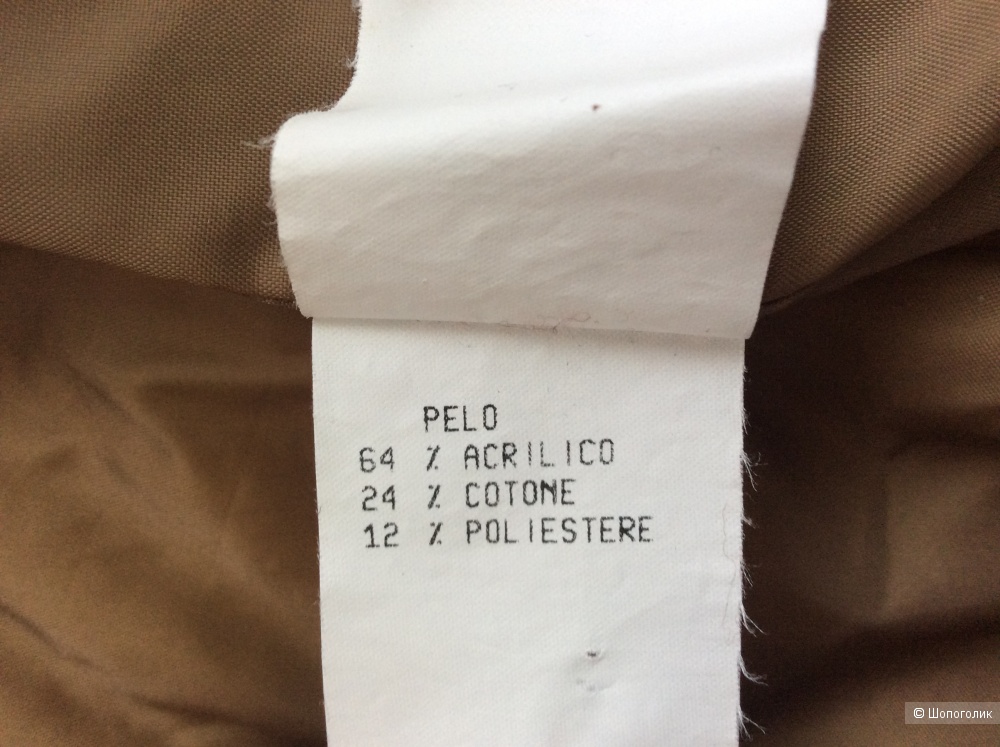 PELO
64 % ACRILICO
24 % COTONE
12 % POLIESTERE
© Шопоголик